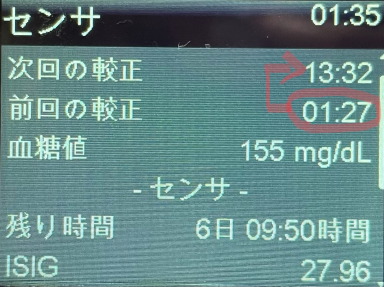 センサ 01:35
次回の較正 13:32
前回の較正 01:27
血糖値 155 mg/dL
- センサ -
残り時間 6日 09:50時間
ISIG 27.96